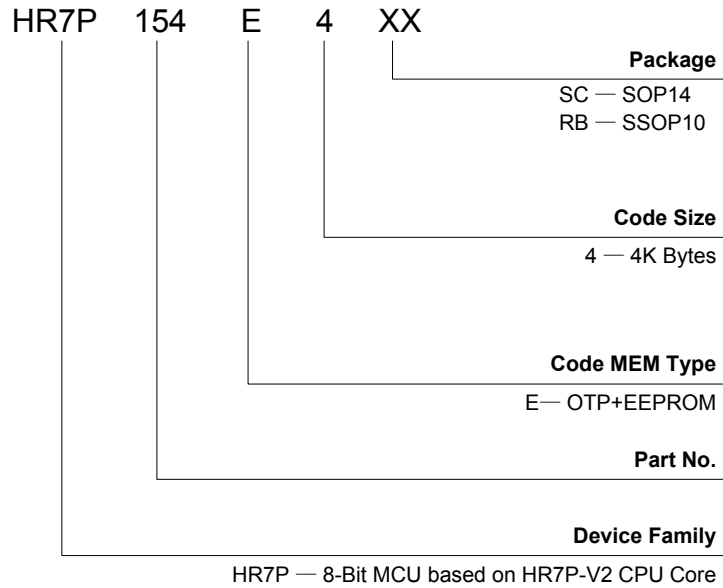 HR7P 154 E 4 XX
Package
SC — SOP14
RB — SSOP10
Code Size
4 — 4K Bytes
Code MEM Type
E— OTP+EEPROM
Part No.
Device Family
HR7P — 8-Bit MCU based on HR7P-V2 CPU Core